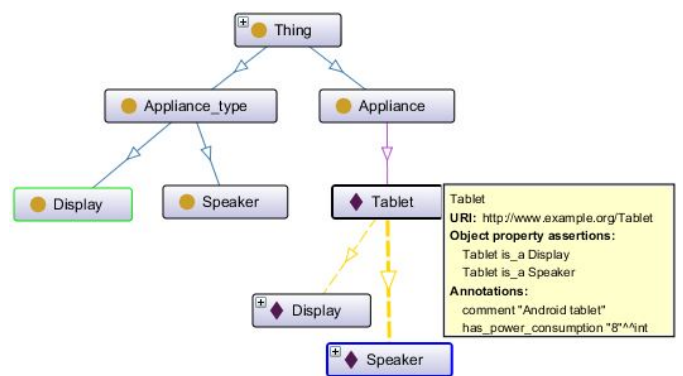 Thing
Appliance_type
Appliance
Display
Speaker
Tablet
Display
Speaker
Tablet
URI: http://www.example.org/Tablet
Object property assertions:
Tablet is_a Display
Tablet is_a Speaker
Annotations:
comment "Android tablet"
has_power_consumption "8"^^int